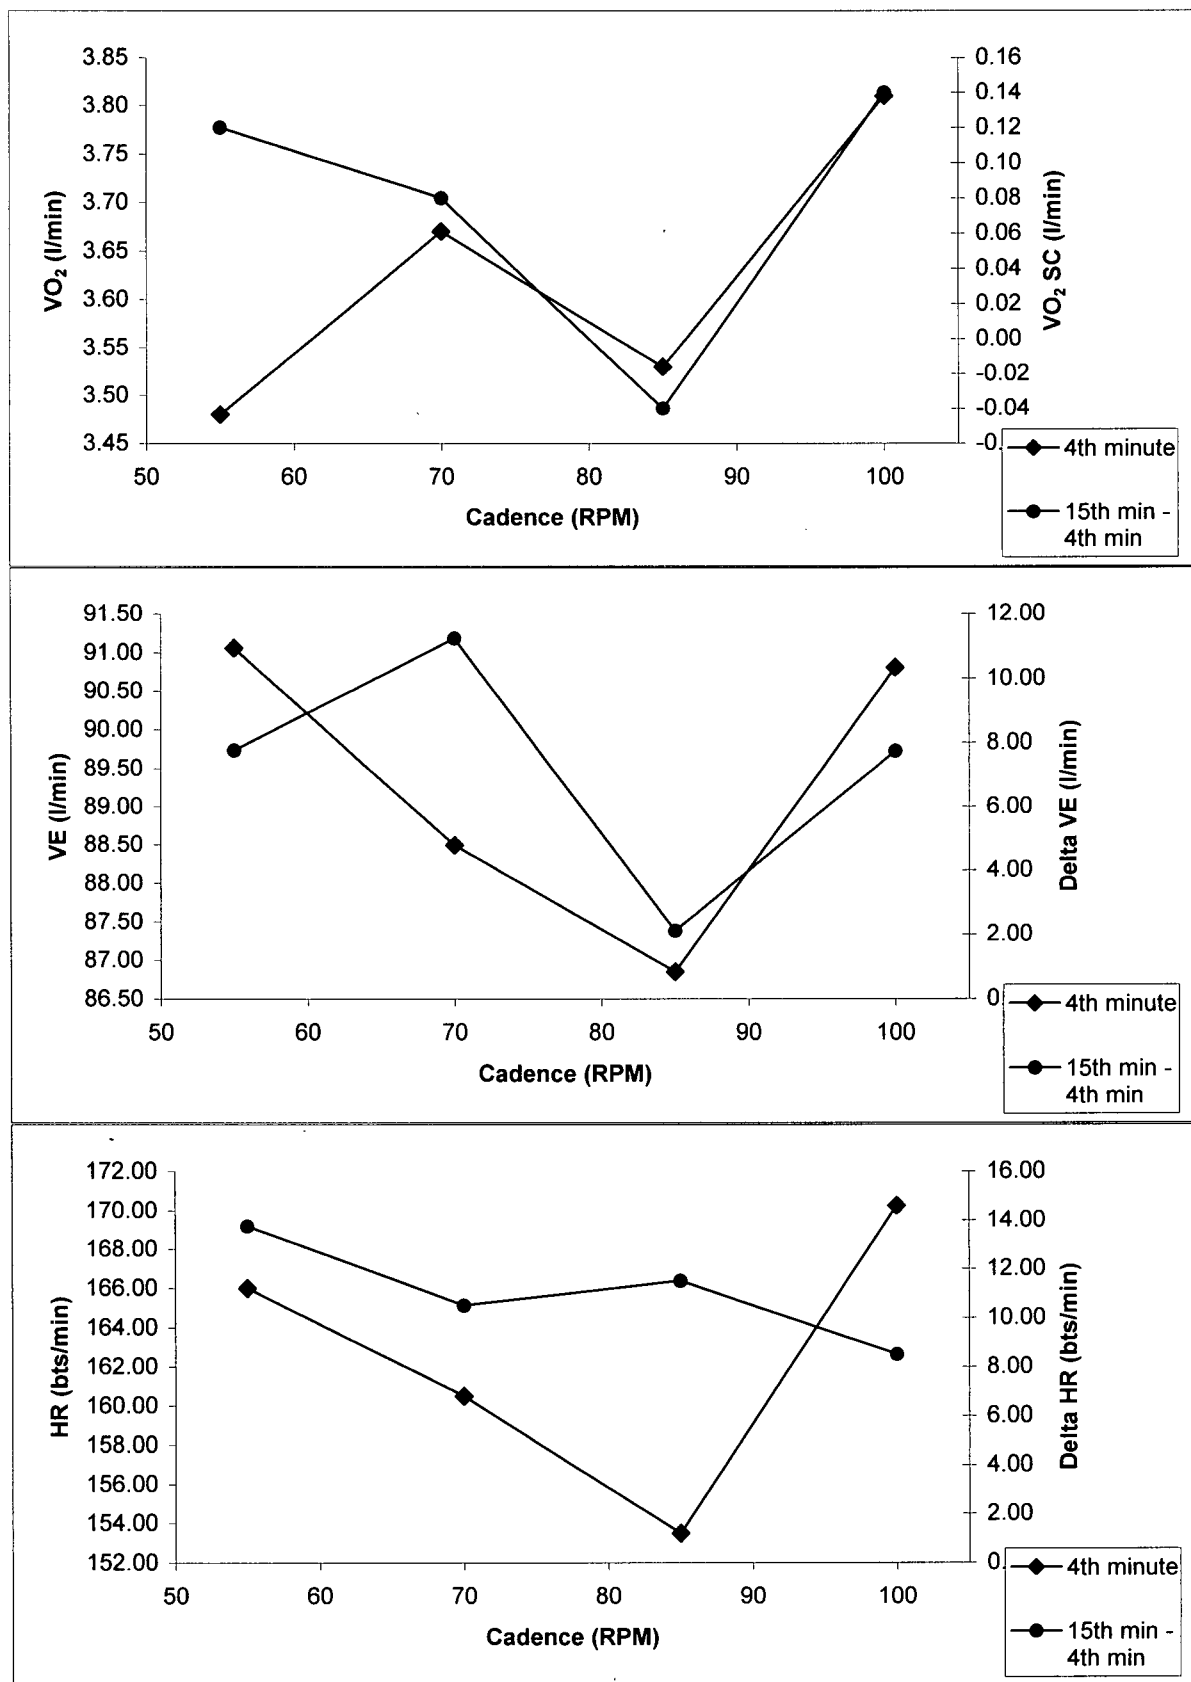 3.85
3.80
3.75
3.70
3.65
3.60
3.55
3.50
3.45
VO₂ (l/min)
0.16
0.14
0.12
0.10
0.08
0.06
0.04
0.02
0.00
-0.02
-0.04
-0.
VO₂ SC (l/min)
50 60 70 80 90 100
Cadence (RPM)
4th minute
15th min -
4th min
91.50
91.00
90.50
90.00
89.50
89.00
88.50
88.00
87.50
87.00
86.50
VE (l/min)
12.00
10.00
8.00
6.00
4.00
2.00
0.
Delta VE (l/min)
50 60 70 80 90 100
Cadence (RPM)
4th minute
15th min -
4th min
172.00
170.00
168.00
166.00
164.00
162.00
160.00
158.00
156.00
154.00
152.00
HR (bts/min)
16.00
14.00
12.00
10.00
8.00
6.00
4.00
2.00
0.
Delta HR (bts/min)
50 60 70 80 90 100
Cadence (RPM)
4th minute
15th min -
4th min